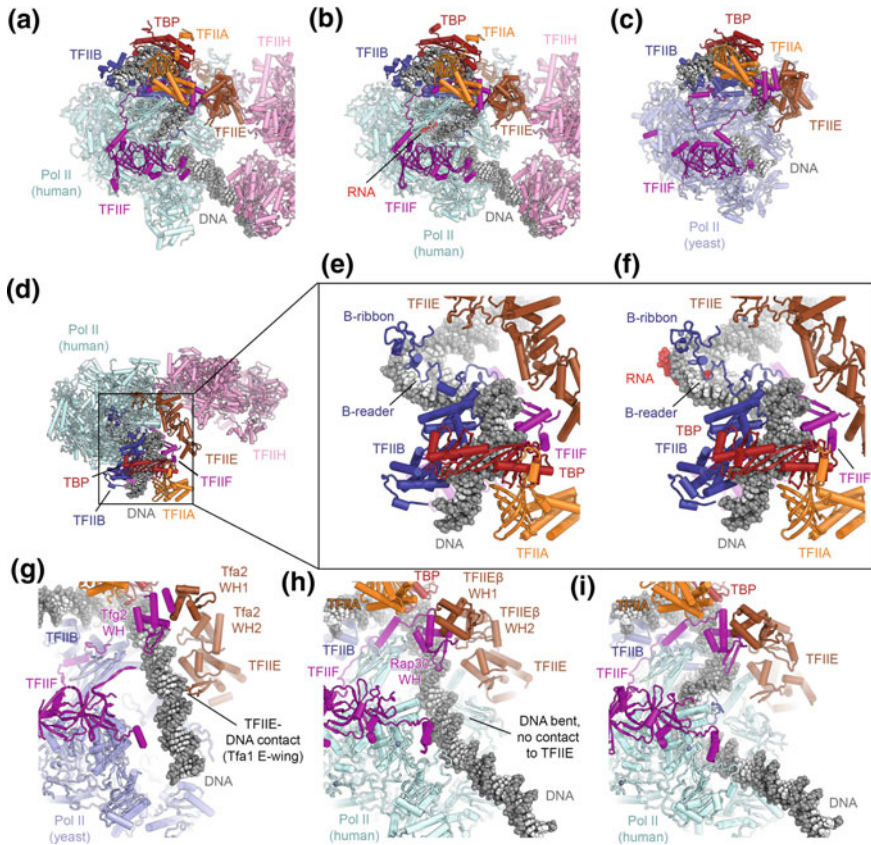 (a)
TBP
TFIIA
TFIIB
TFIIH
TFIIE
Pol II
(human)
TFIIF
DNA
(b)
TBP
TFIIA
TFIIB
TFIIH
TFIIE
RNA
TFIIF
DNA
Pol II
(human)
(c)
TBP
TFIIA
TFIIB
TFIIE
TFIIF
DNA
Pol II
(yeast)
(d)
Pol II
(human)
TFIIH
TFIIE
TBP
TFIIF
DNA
TFIIB
TFIIA
(e)
TFIIE
B-ribbon
B-reader
TFIIB
TFIIF
TBP
DNA
TFIIA
(f)
TFIIE
B-ribbon
RNA
B-reader
TBP
TFIIB
TFIIF
DNA
TFIIA
(g)
Tfa2
WH1
Tfg2
WH
Tfa2
WH2
TFIIB
TFIIE
TFIIF
TFIIE-
DNA contact
(Tfa1 E-wing)
DNA
Pol II
(yeast)
(h)
TBP
TFIIA
TFIIEβ
WH1
TFIIEβ
WH2
TFIIB
TFIIF
Rap30
WH
TFIIE
DNA bent,
no contact
to TFIIE
DNA
Pol II
(human)
(i)
TBP
TFIIA
TFIIB
TFIIE
TFIIF
DNA
Pol II
(human)